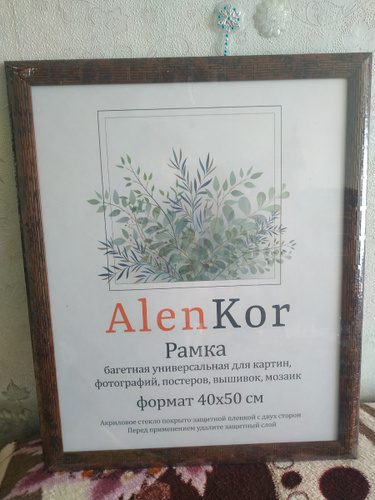 AlenKor
Рамка
багетная универсальная для картин,
фотографий, постеров, вышивок, мозаик
формат 40х50 см
Акриловое стекло покрыто защитной пленкой с двух сторон
Перед применением удалите защитный слой